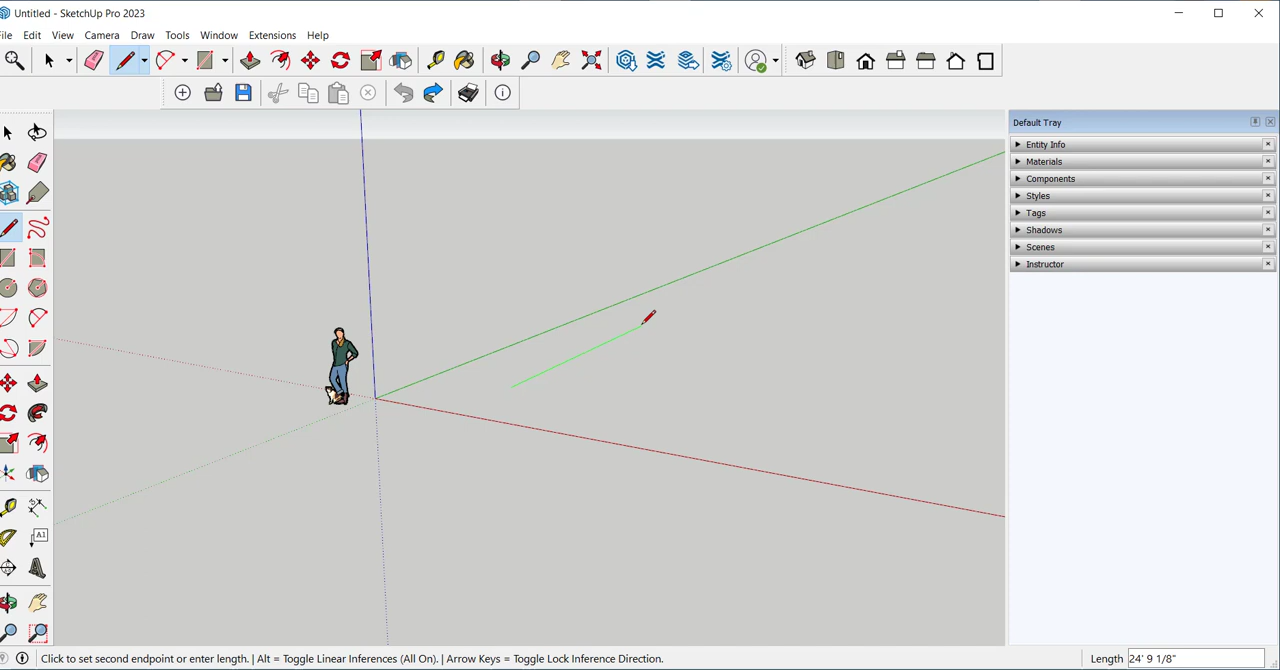 Untitled - SketchUp Pro 2023
File Edit View Camera Draw Tools Window Extensions Help
Default Tray
Entity Info
Materials
Components
Styles
Tags
Shadows
Scenes
Instructor
A1
Click to set second endpoint or enter length. | Alt = Toggle Linear Inferences (All On). | Arrow Keys = Toggle Lock Inference Direction.
Length 24' 9 1/8"